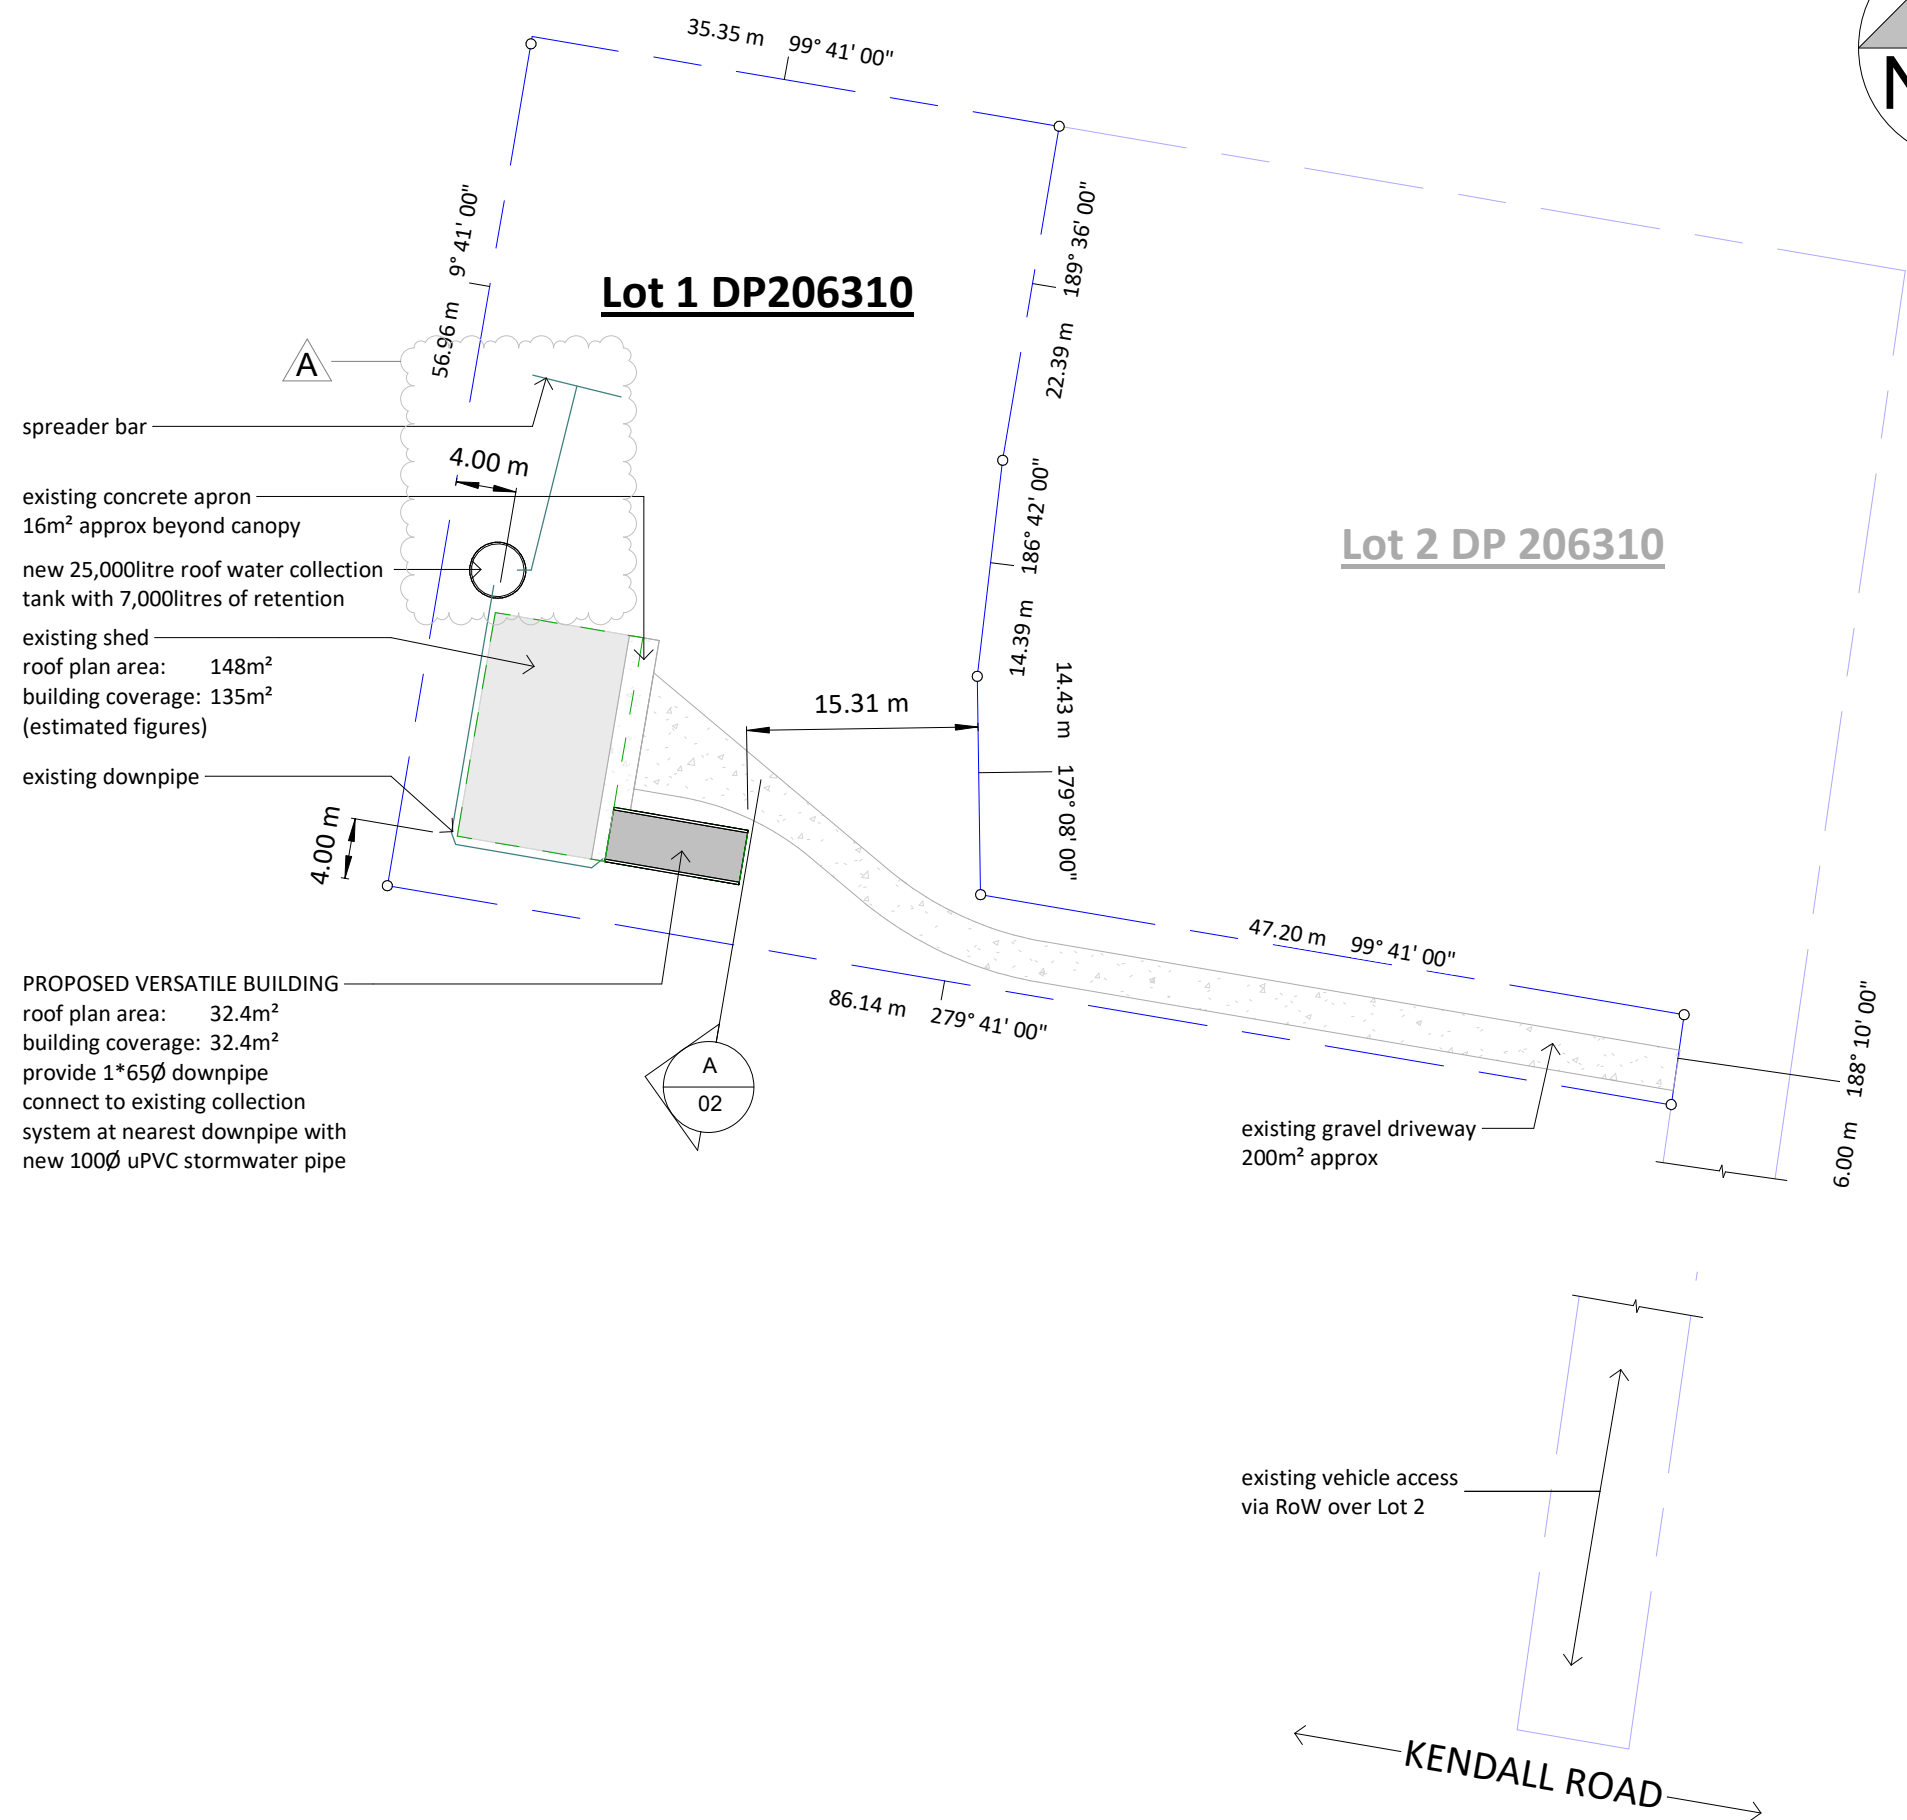 35.35 m 99° 41' 00"
N
56.96 m 9° 41' 00"
Lot 1 DP206310
22.39 m 189° 36' 00"
A
spreader bar
4.00 m
existing concrete apron
16m² approx beyond canopy
new 25,000litre roof water collection
tank with 7,000litres of retention
existing shed
roof plan area: 148m²
building coverage: 135m²
(estimated figures)
existing downpipe
4.00 m
14.39 m 186° 42' 00"
Lot 2 DP 206310
15.31 m
14.43 m 179° 08' 00"
47.20 m 99° 41' 00"
86.14 m 279° 41' 00"
PROPOSED VERSATILE BUILDING
roof plan area: 32.4m²
building coverage: 32.4m²
provide 1*65Ø downpipe
connect to existing collection
system at nearest downpipe with
new 100Ø uPVC stormwater pipe
A
02
6.00 m 188° 10' 00"
existing gravel driveway
200m² approx
existing vehicle access
via RoW over Lot 2
KENDALL ROAD